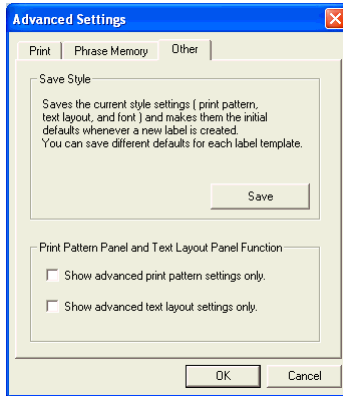 Advanced Settings
Print Phrase Memory Other
Save Style
Saves the current style settings ( print pattern,
text layout, and font ) and makes them the initial
defaults whenever a new label is created.
You can save different defaults for each label template.
Save
Print Pattern Panel and Text Layout Panel Function
Show advanced print pattern settings only.
Show advanced text layout settings only.
OK Cancel